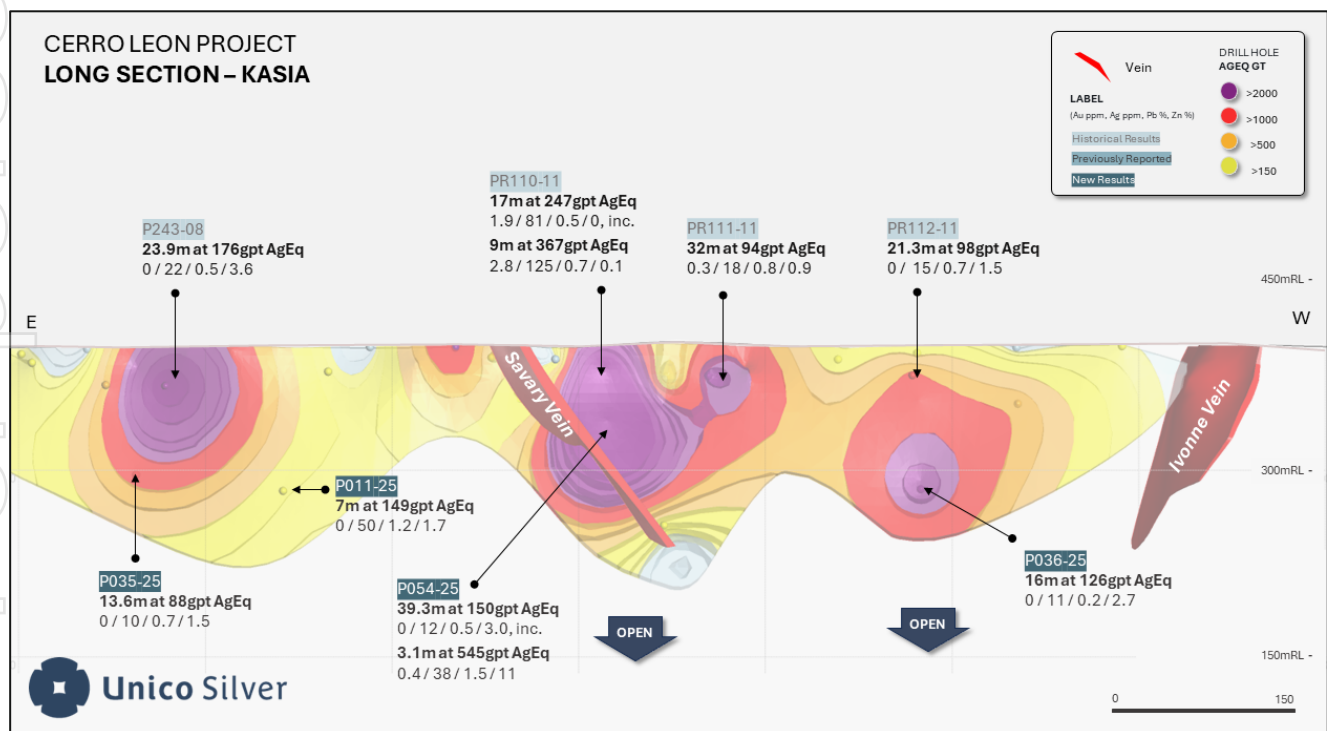 CERRO LEON PROJECT
LONG SECTION – KASIA
Vein
LABEL
(Au ppm, Ag ppm, Pb %, Zn %)
Historical Results
Previously Reported
New Results
DRILL HOLE
AGEQ GT
>2000
>1000
>500
>150
P243-08
23.9m at 176gpt AgEq
0 / 22 / 0.5 / 3.6
PR110-11
17m at 247gpt AgEq
1.9 / 81 / 0.5 / 0, inc.
9m at 367gpt AgEq
2.8 / 125 / 0.7 / 0.1
PR111-11
32m at 94gpt AgEq
0.3 / 18 / 0.8 / 0.9
PR112-11
21.3m at 98gpt AgEq
0 / 15 / 0.7 / 1.5
450mRL -
E
W
Savary Vein
Ivonne Vein
300mRL -
P011-25
7m at 149gpt AgEq
0 / 50 / 1.2 / 1.7
P035-25
13.6m at 88gpt AgEq
0 / 10 / 0.7 / 1.5
P054-25
39.3m at 150gpt AgEq
0 / 12 / 0.5 / 3.0, inc.
3.1m at 545gpt AgEq
0.4 / 38 / 1.5 / 11
P036-25
16m at 126gpt AgEq
0 / 11 / 0.2 / 2.7
OPEN
OPEN
150mRL -
Unico Silver
0 150